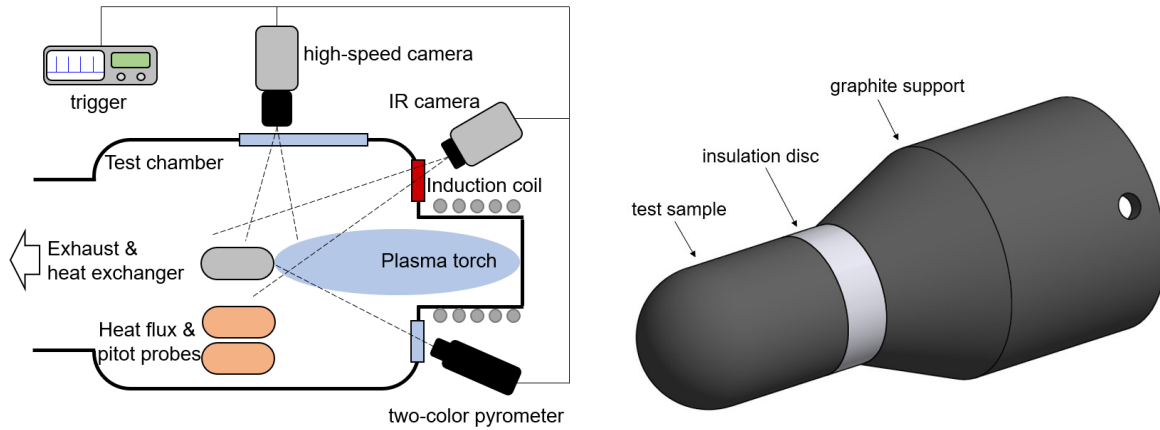 high-speed camera
trigger
IR camera
Test chamber
Induction coil
Exhaust &
heat exchanger
Plasma torch
Heat flux &
pitot probes
two-color pyrometer
graphite support
insulation disc
test sample